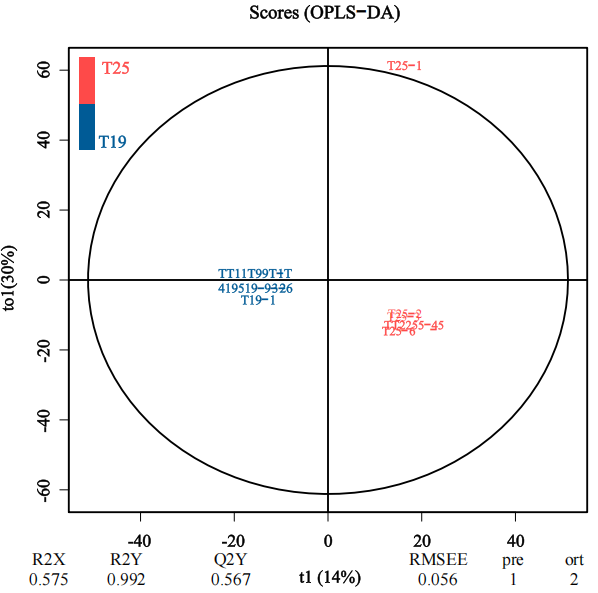 Scores (OPLS-DA)
T25
T19
T25-1
60
40
20
0
-20
-40
-60
to1(30%)
T19-1
-40 -20 0 20 40
t1 (14%)
R2X R2Y Q2Y RMSEE pre ort
0.575 0.992 0.567 0.056 1 2